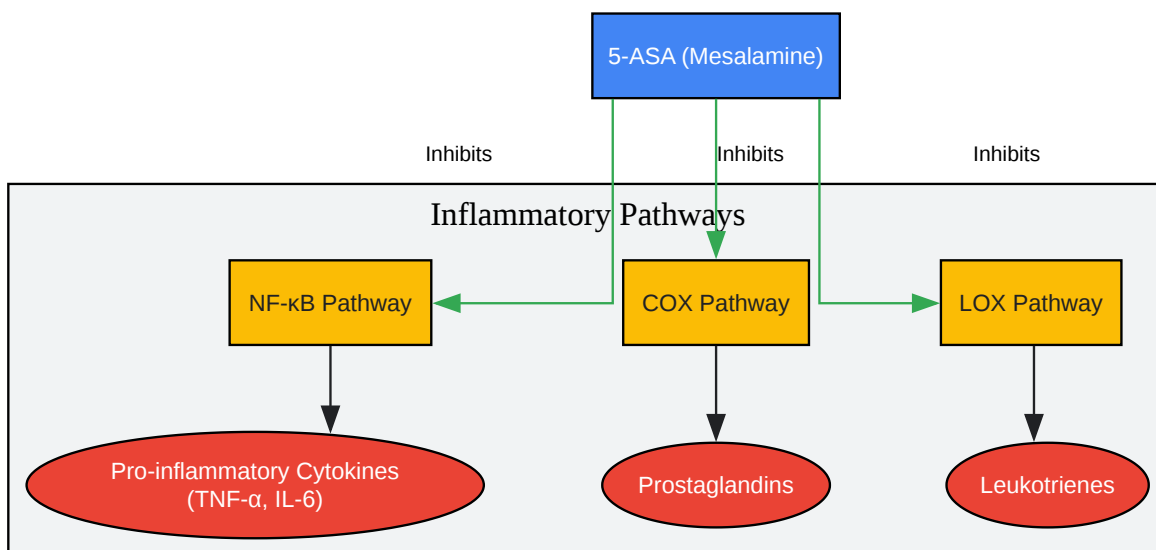 5-ASA (Mesalamine)
Inhibits
Inhibits
Inhibits
Inflammatory Pathways
NF-κB Pathway
COX Pathway
LOX Pathway
Pro-inflammatory Cytokines
(TNF-α, IL-6)
Prostaglandins
Leukotrienes